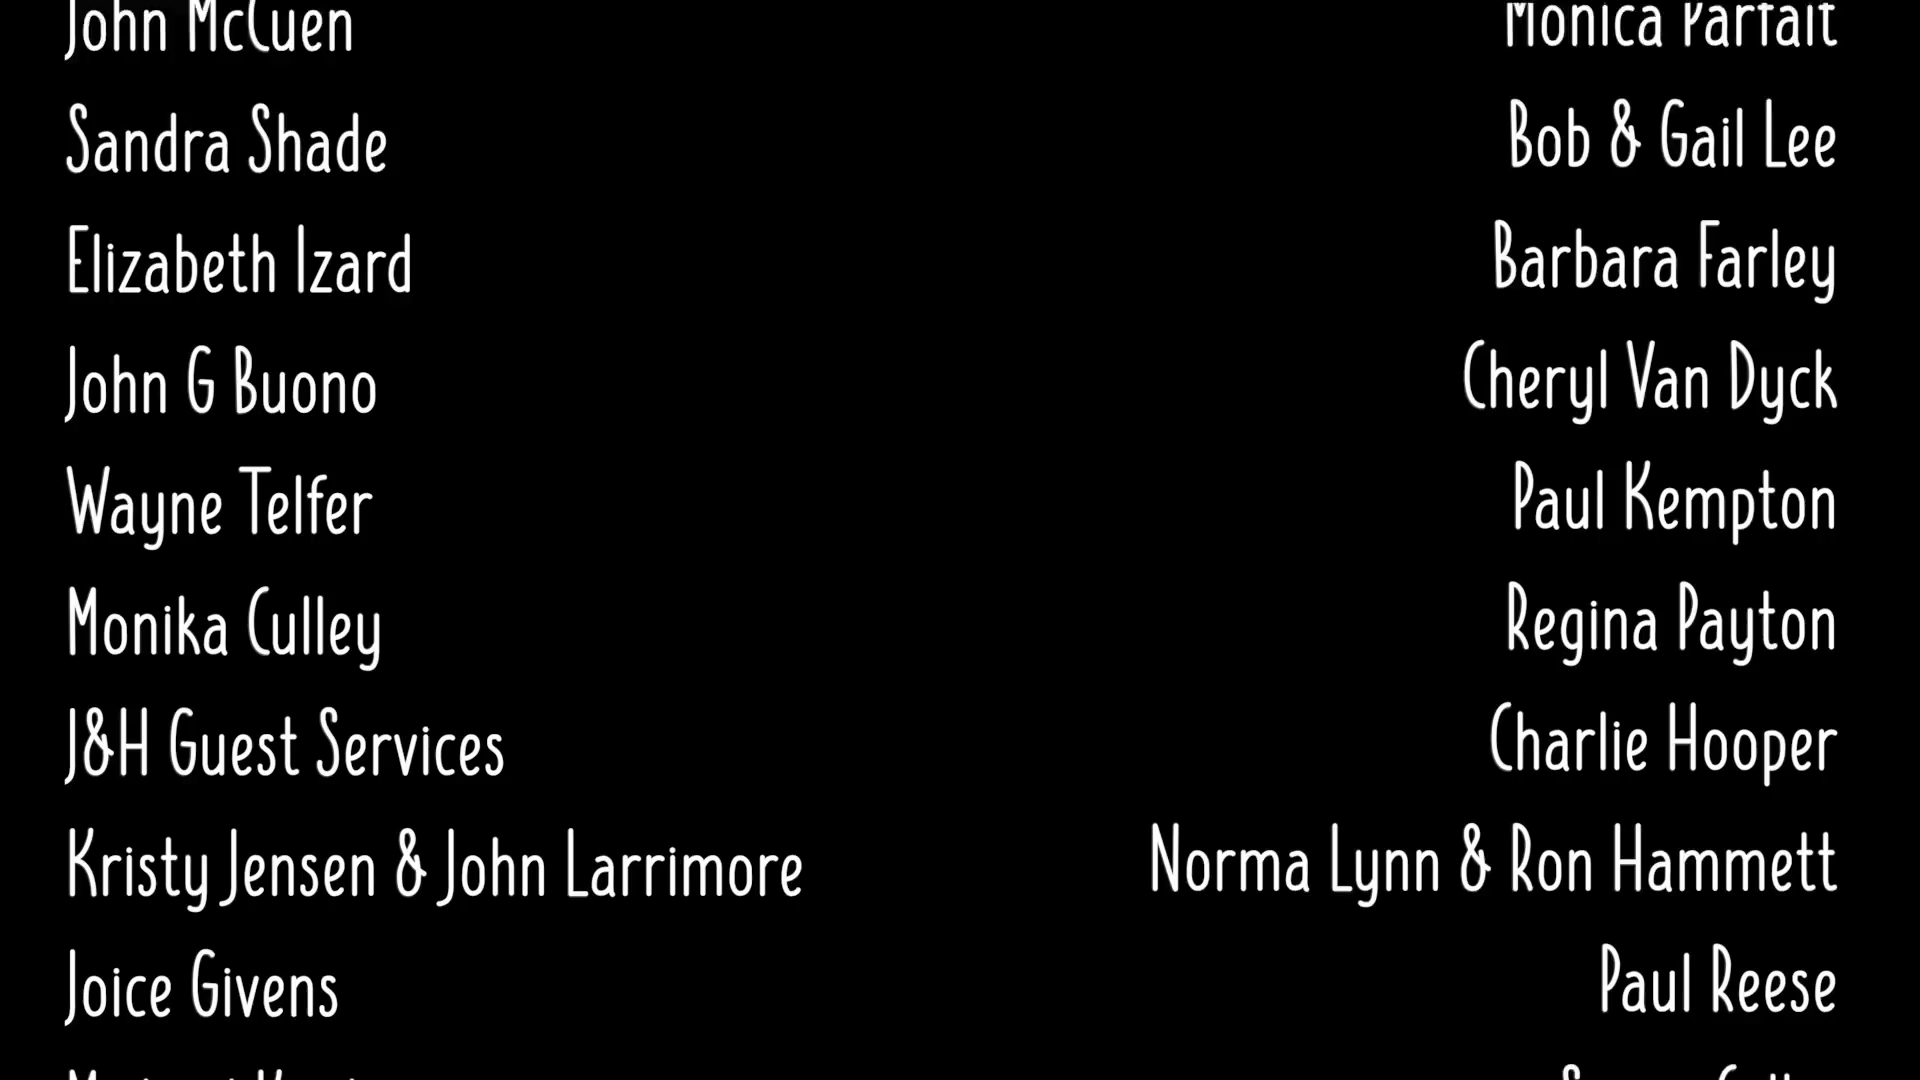 John McCuen
Monica Parfait
Sandra Shade
Bob & Gail Lee
Elizabeth Izard
Barbara Farley
John G Buono
Cheryl Van Dyck
Wayne Telfer
Paul Kempton
Monika Culley
Regina Payton
J&H Guest Services
Charlie Hooper
Kristy Jensen & John Larrimore
Norma Lynn & Ron Hammett
Joice Givens
Paul Reese